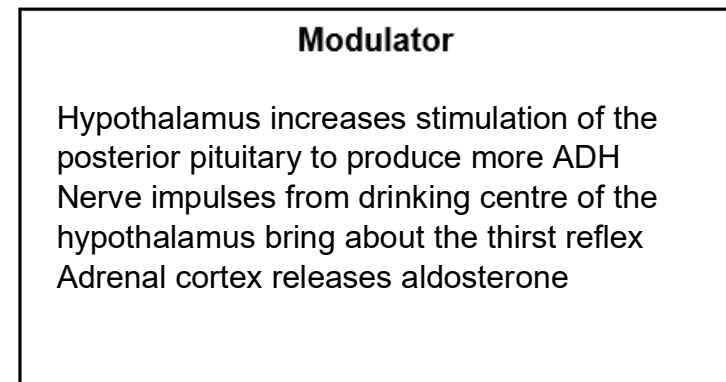 Modulator
Hypothalamus increases stimulation of the
posterior pituitary to produce more ADH
Nerve impulses from drinking centre of the
hypothalamus bring about the thirst reflex
Adrenal cortex releases aldosterone